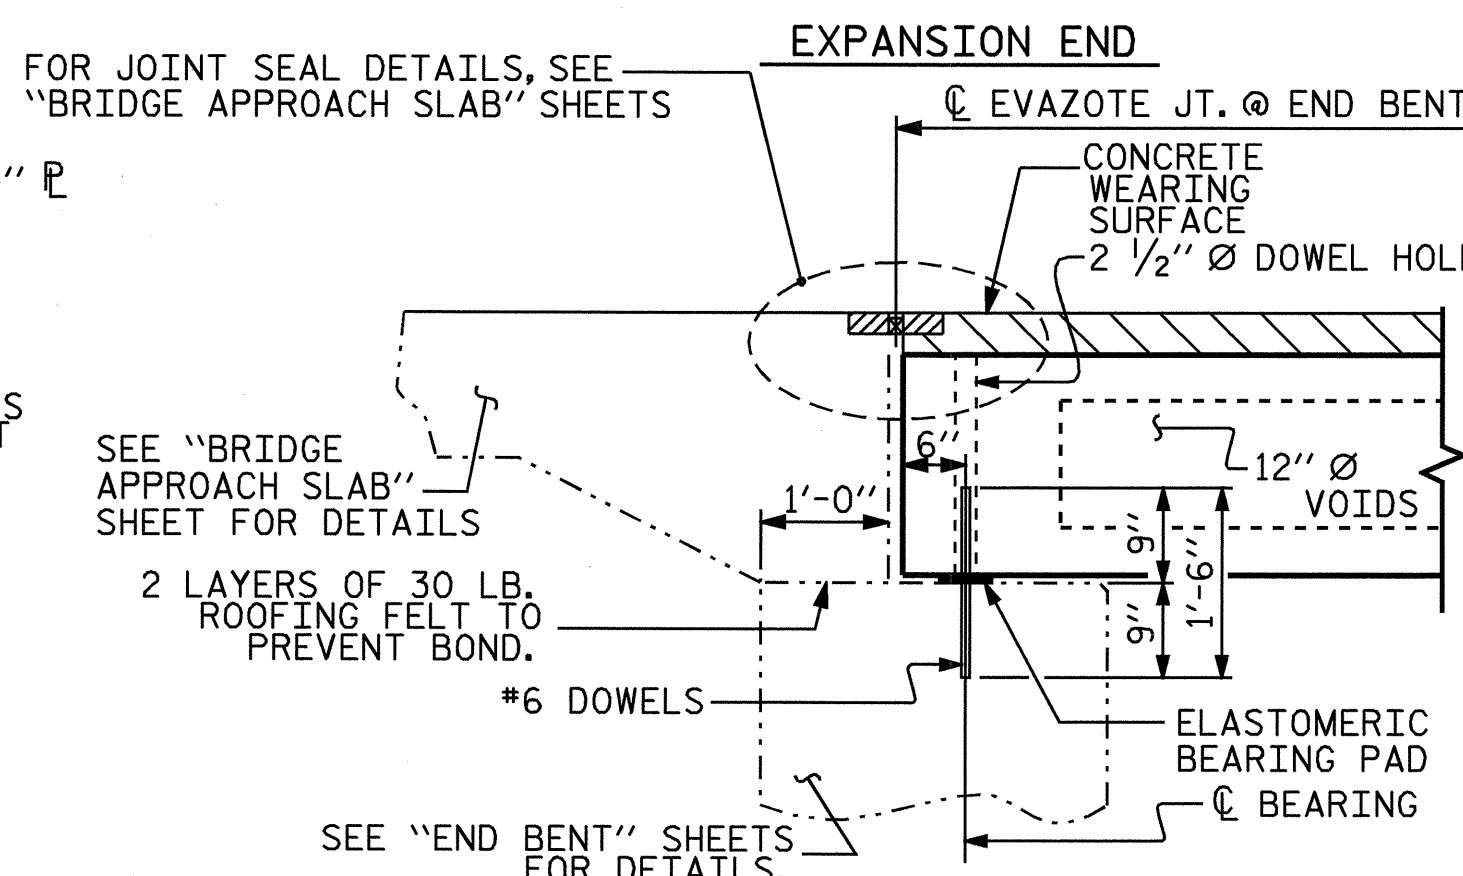 EXPANSION END
FOR JOINT SEAL DETAILS, SEE
"BRIDGE APPROACH SLAB" SHEETS
℄ EVAZOTE JT. @ END BENT
" ⅊
CONCRETE
WEARING
SURFACE
2 1/2" Ø DOWEL HOL
S
T
SEE "BRIDGE
APPROACH SLAB"
SHEET FOR DETAILS
6"
1'-0"
12" Ø
VOIDS
9"
1'-6"
9"
2 LAYERS OF 30 LB.
ROOFING FELT TO
PREVENT BOND.
#6 DOWELS
ELASTOMERIC
BEARING PAD
℄ BEARING
SEE "END BENT" SHEETS
FOR DETAILS